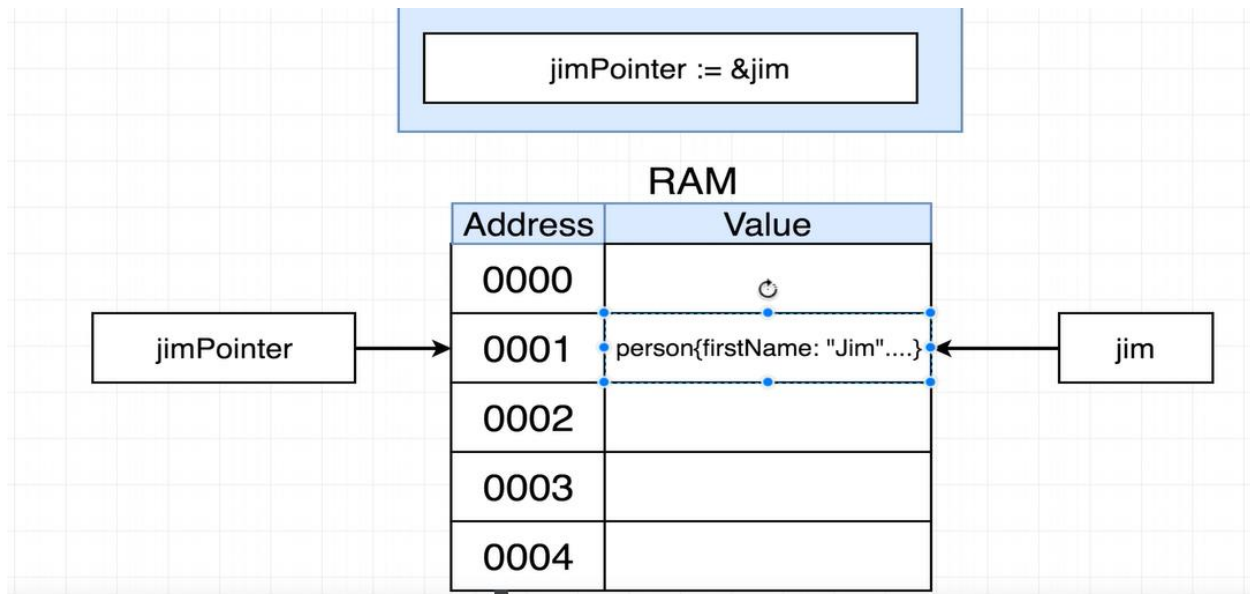 jimPointer := &jim
RAM
Address Value
0000
jimPointer 0001 person{firstName: "Jim"....} jim
0002
0003
0004